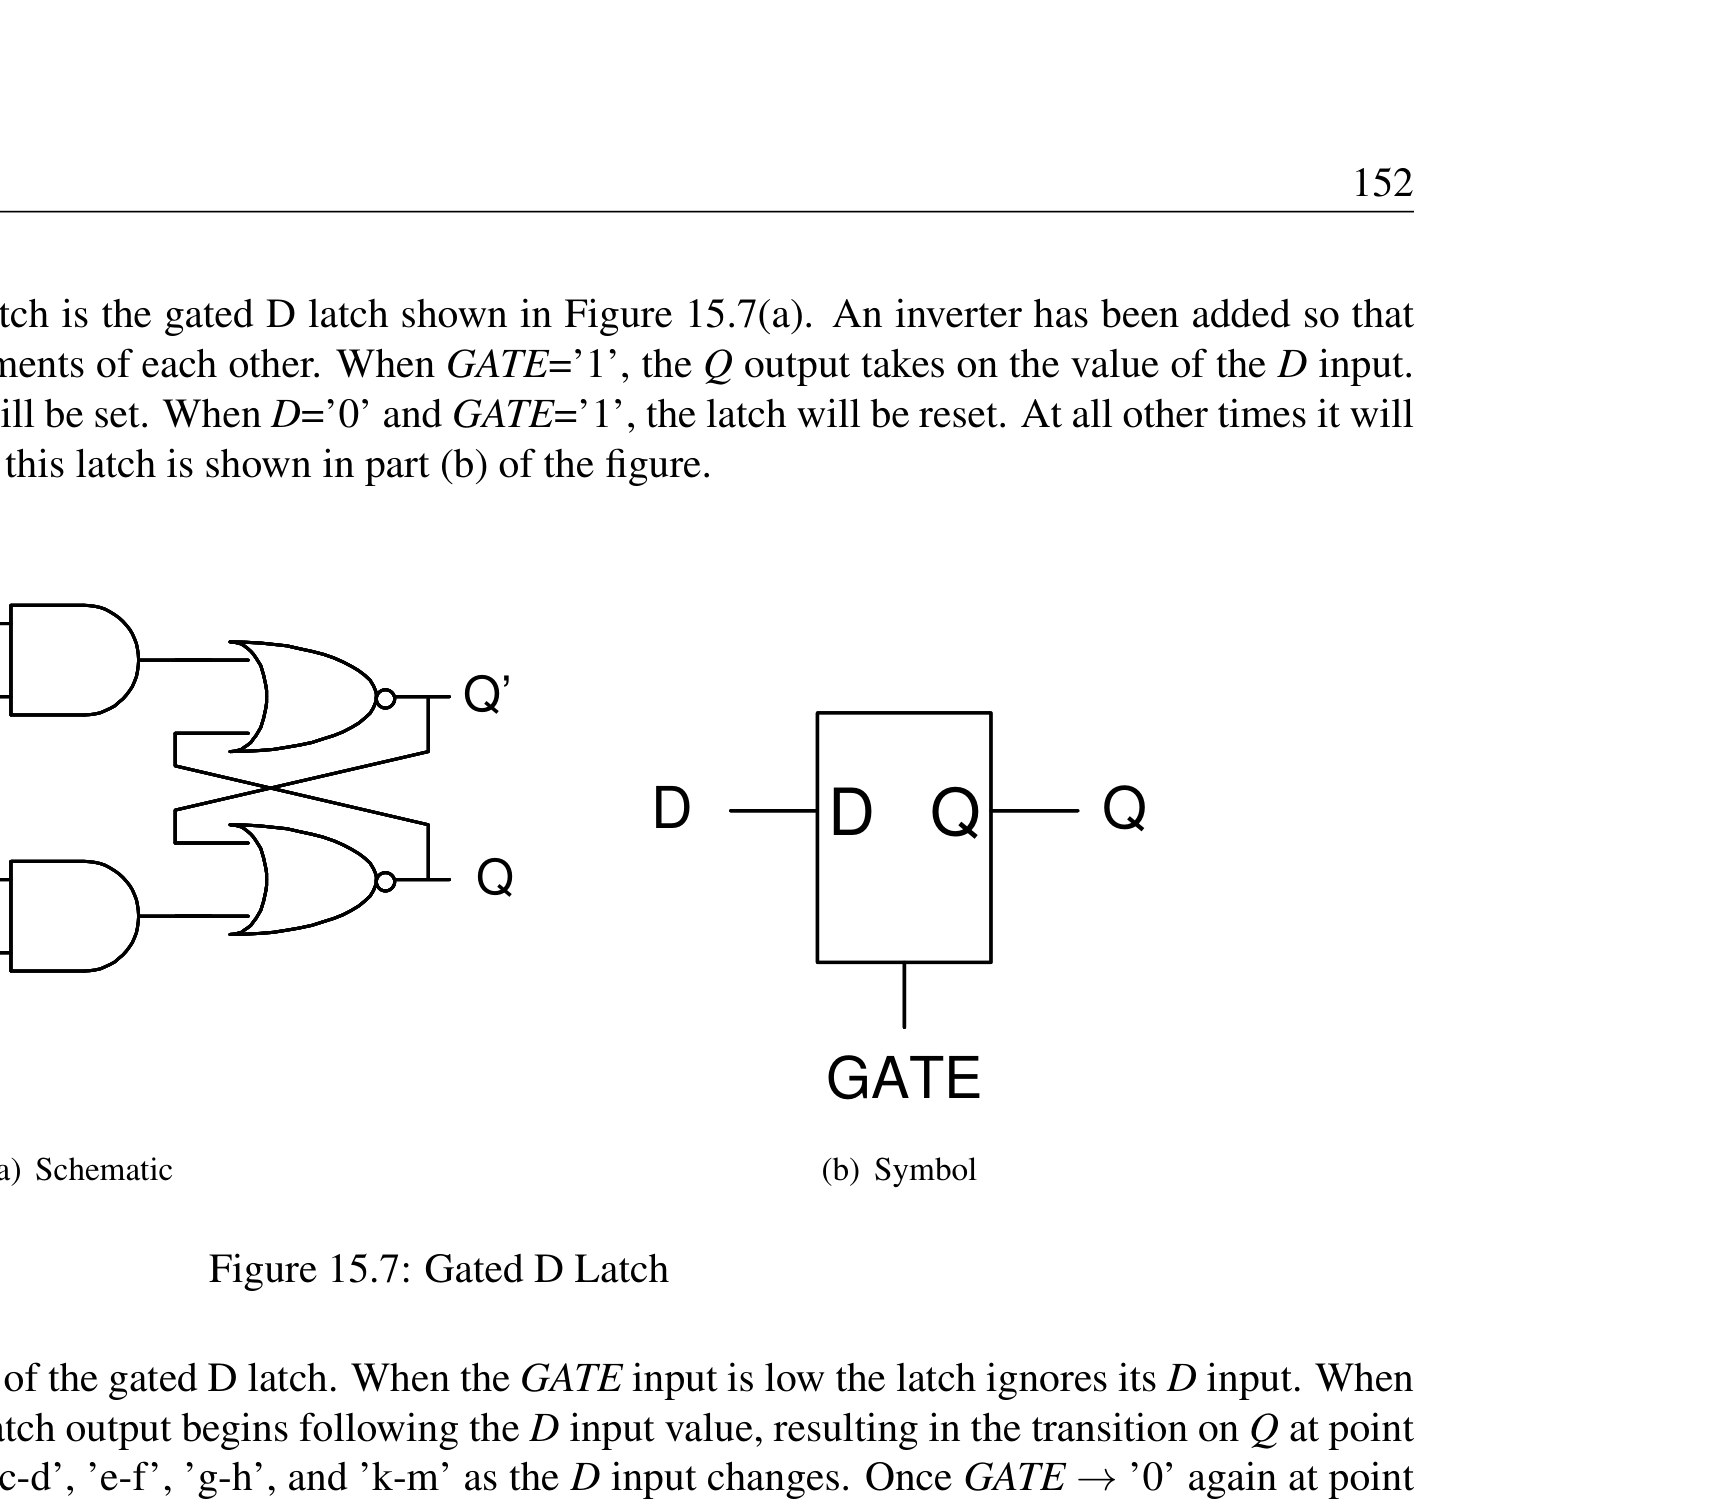 152
tch is the gated D latch shown in Figure 15.7(a). An inverter has been added so that
ments of each other. When GATE=’1’, the Q output takes on the value of the D input.
ill be set. When D=’0’ and GATE=’1’, the latch will be reset. At all other times it will
this latch is shown in part (b) of the figure.
Q’
Q
D
D Q
Q
GATE
a) Schematic
(b) Symbol
Figure 15.7: Gated D Latch
of the gated D latch. When the GATE input is low the latch ignores its D input. When
atch output begins following the D input value, resulting in the transition on Q at point
c-d’, ’e-f’, ’g-h’, and ’k-m’ as the D input changes. Once GATE → ’0’ again at point